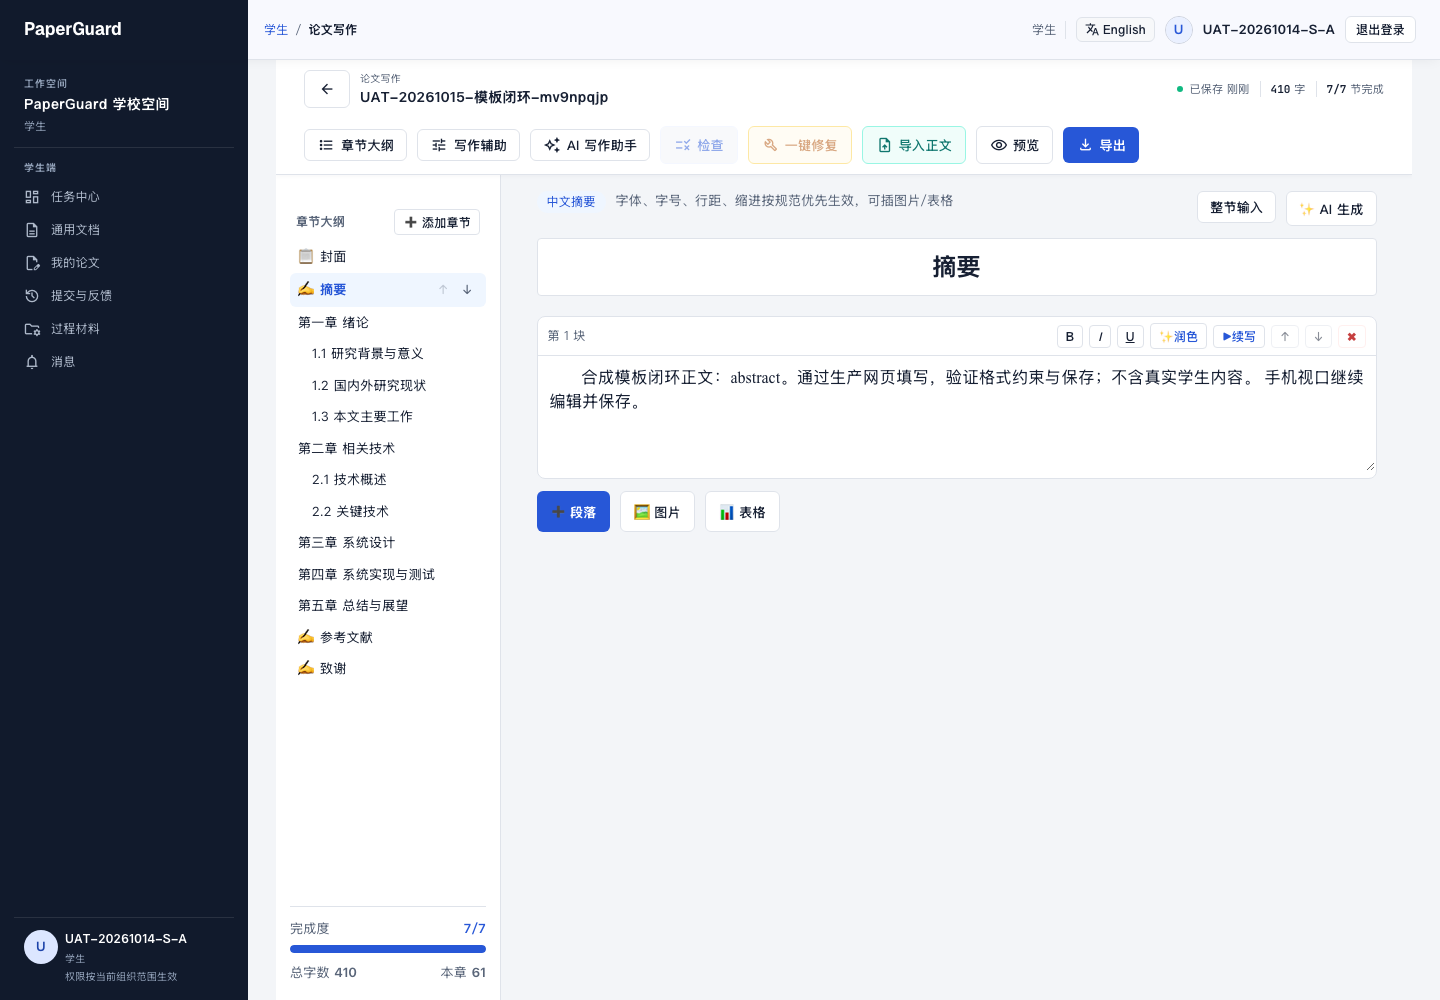 PaperGuard
工作空间
PaperGuard 学校空间
学生
学生端
任务中心
通用文档
我的论文
提交与反馈
过程材料
消息
U UAT-20261014-S-A
学生
权限按当前组织范围生效
学生 / 论文写作
学生 English U UAT-20261014-S-A 退出登录
论文写作
UAT-20261015-模板闭环-mv9npqjp
已保存 刚刚 410 字 7/7 节完成
章节大纲 写作辅助 AI 写作助手 检查 一键修复 导入正文 预览 导出
章节大纲 添加章节
封面
摘要
第一章 绪论
1.1 研究背景与意义
1.2 国内外研究现状
1.3 本文主要工作
第二章 相关技术
2.1 技术概述
2.2 关键技术
第三章 系统设计
第四章 系统实现与测试
第五章 总结与展望
参考文献
致谢
完成度 7/7
总字数 410 本章 61
中文摘要 字体、字号、行距、缩进按规范优先生效，可插图片/表格
整节输入 AI 生成
摘要
第 1 块 B I U 润色 续写
合成模板闭环正文：abstract。通过生产网页填写，验证格式约束与保存；不含真实学生内容。 手机视口继续
编辑并保存。
段落 图片 表格